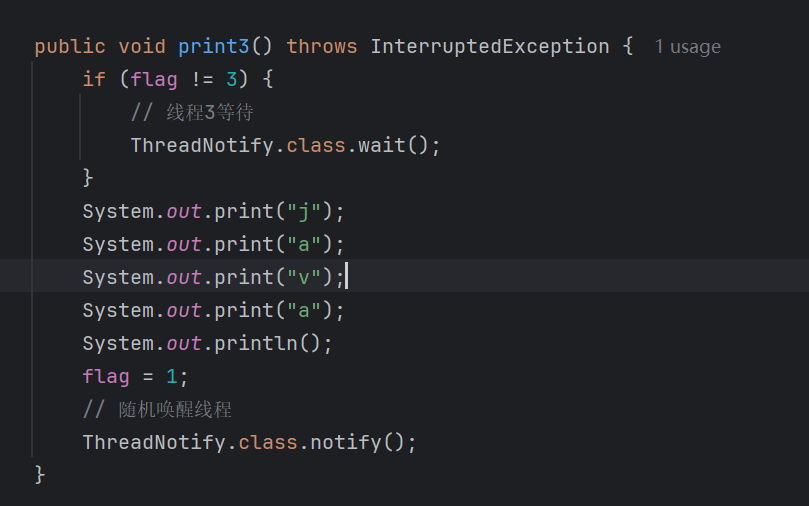 public void print3() throws InterruptedException {  1 usage
    if (flag != 3) {
        // 线程3等待
        ThreadNotify.class.wait();
    }
    System.out.print("j");
    System.out.print("a");
    System.out.print("v");
    System.out.print("a");
    System.out.println();
    flag = 1;
    // 随机唤醒线程
    ThreadNotify.class.notify();
}